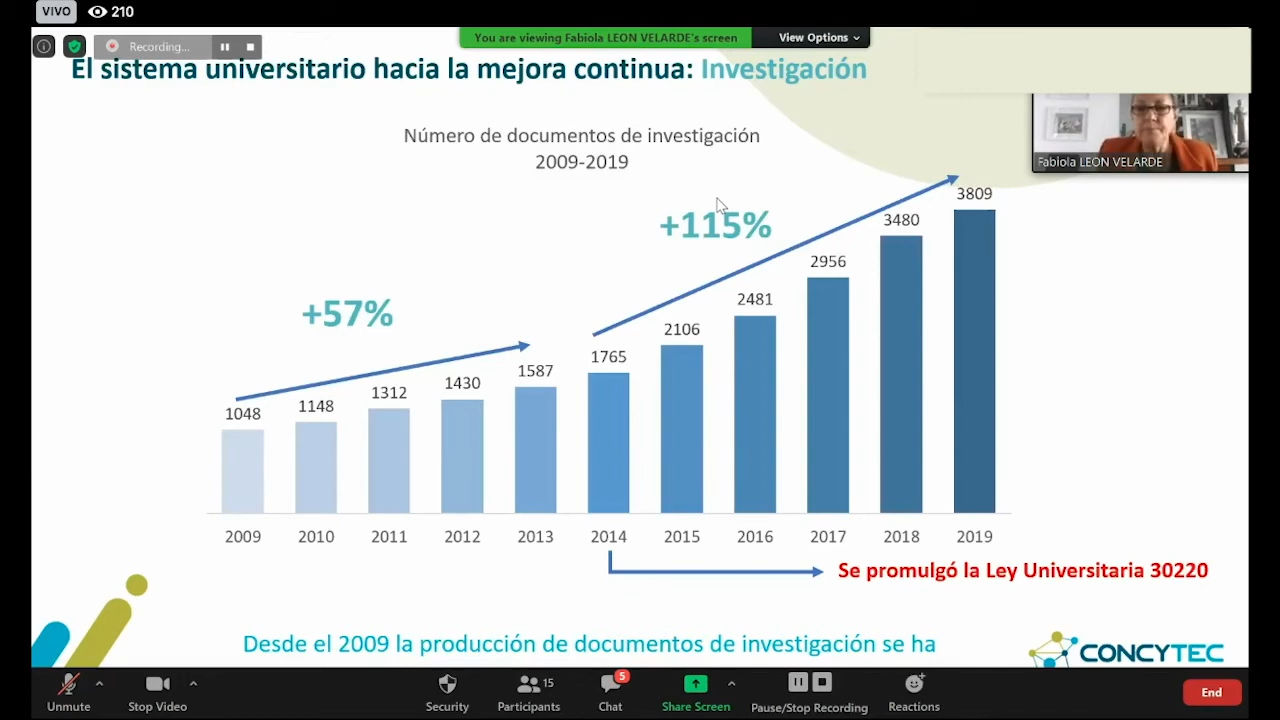 VIVO 210
Recording...
You are viewing Fabiola LEON VELARDE's screen
View Options
El sistema universitario hacia la mejora continua: Investigación
Fabiola LEON VELARDE
Número de documentos de investigación
2009-2019
+57%
+115%
1048 1148 1312 1430 1587 1765 2106 2481 2956 3480 3809
2009 2010 2011 2012 2013 2014 2015 2016 2017 2018 2019
Se promulgó la Ley Universitaria 30220
Desde el 2009 la producción de documentos de investigación se ha
CONCYTEC
15
5
Unmute Stop Video Security Participants Chat Share Screen Pause/Stop Recording Reactions End